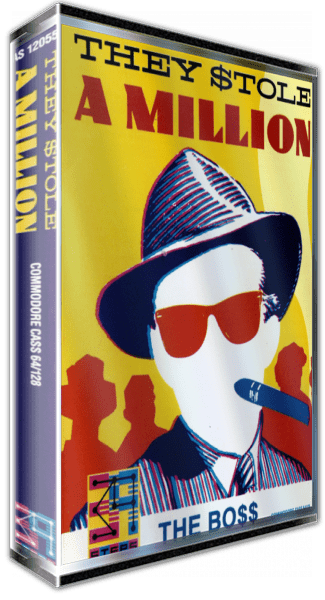 THEY $TOLE
A MILLION
THE BO$$
AS 12055
THEY $TOLE
A MILLION
COMMODORE CASS 64/128